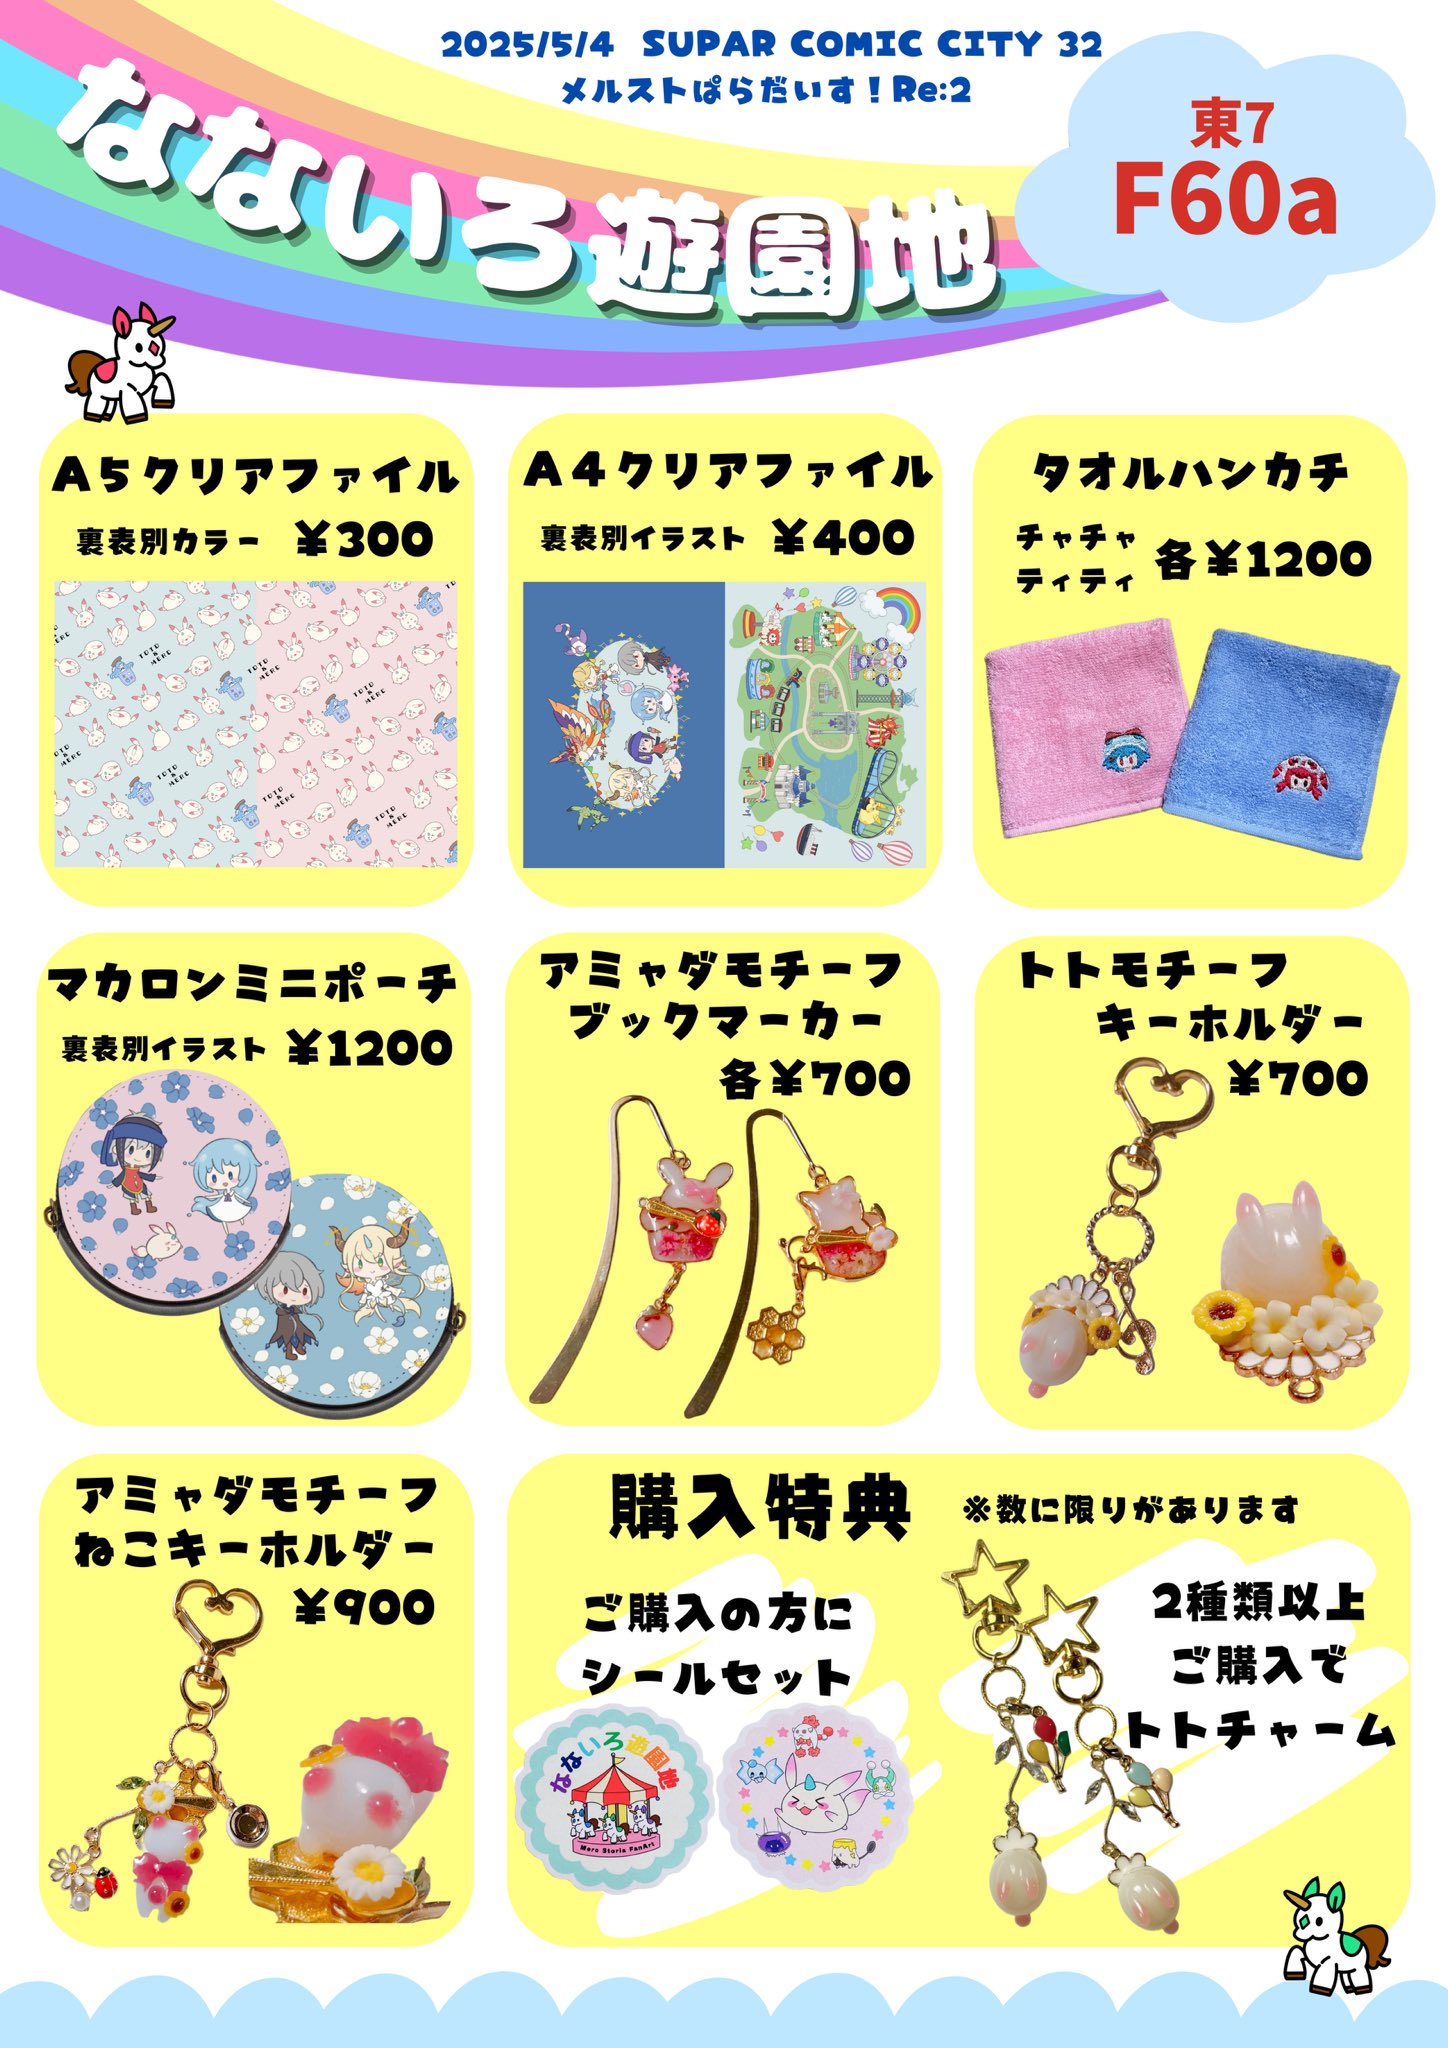 2025/5/4 SUPAR COMIC CITY 32
メルストぱらだいす！Re:2
東7
F60a
なないろ遊園地
A5クリアファイル
裏表別カラー ￥300
TOTO & MERC
A4クリアファイル
裏表別イラスト ￥400
タオルハンカチ
チャチャ
ティティ
各￥1200
マカロンミニポーチ
裏表別イラスト ￥1200
アミャダモチーフ
ブックマーカー
各￥700
トトモチーフ
キーホルダー
￥700
アミャダモチーフ
ねこキーホルダー
￥900
購入特典 ※数に限りがあります
ご購入の方に
シールセット
なないろ遊園地
Merc Storia FanArt
2種類以上
ご購入で
トトチャーム